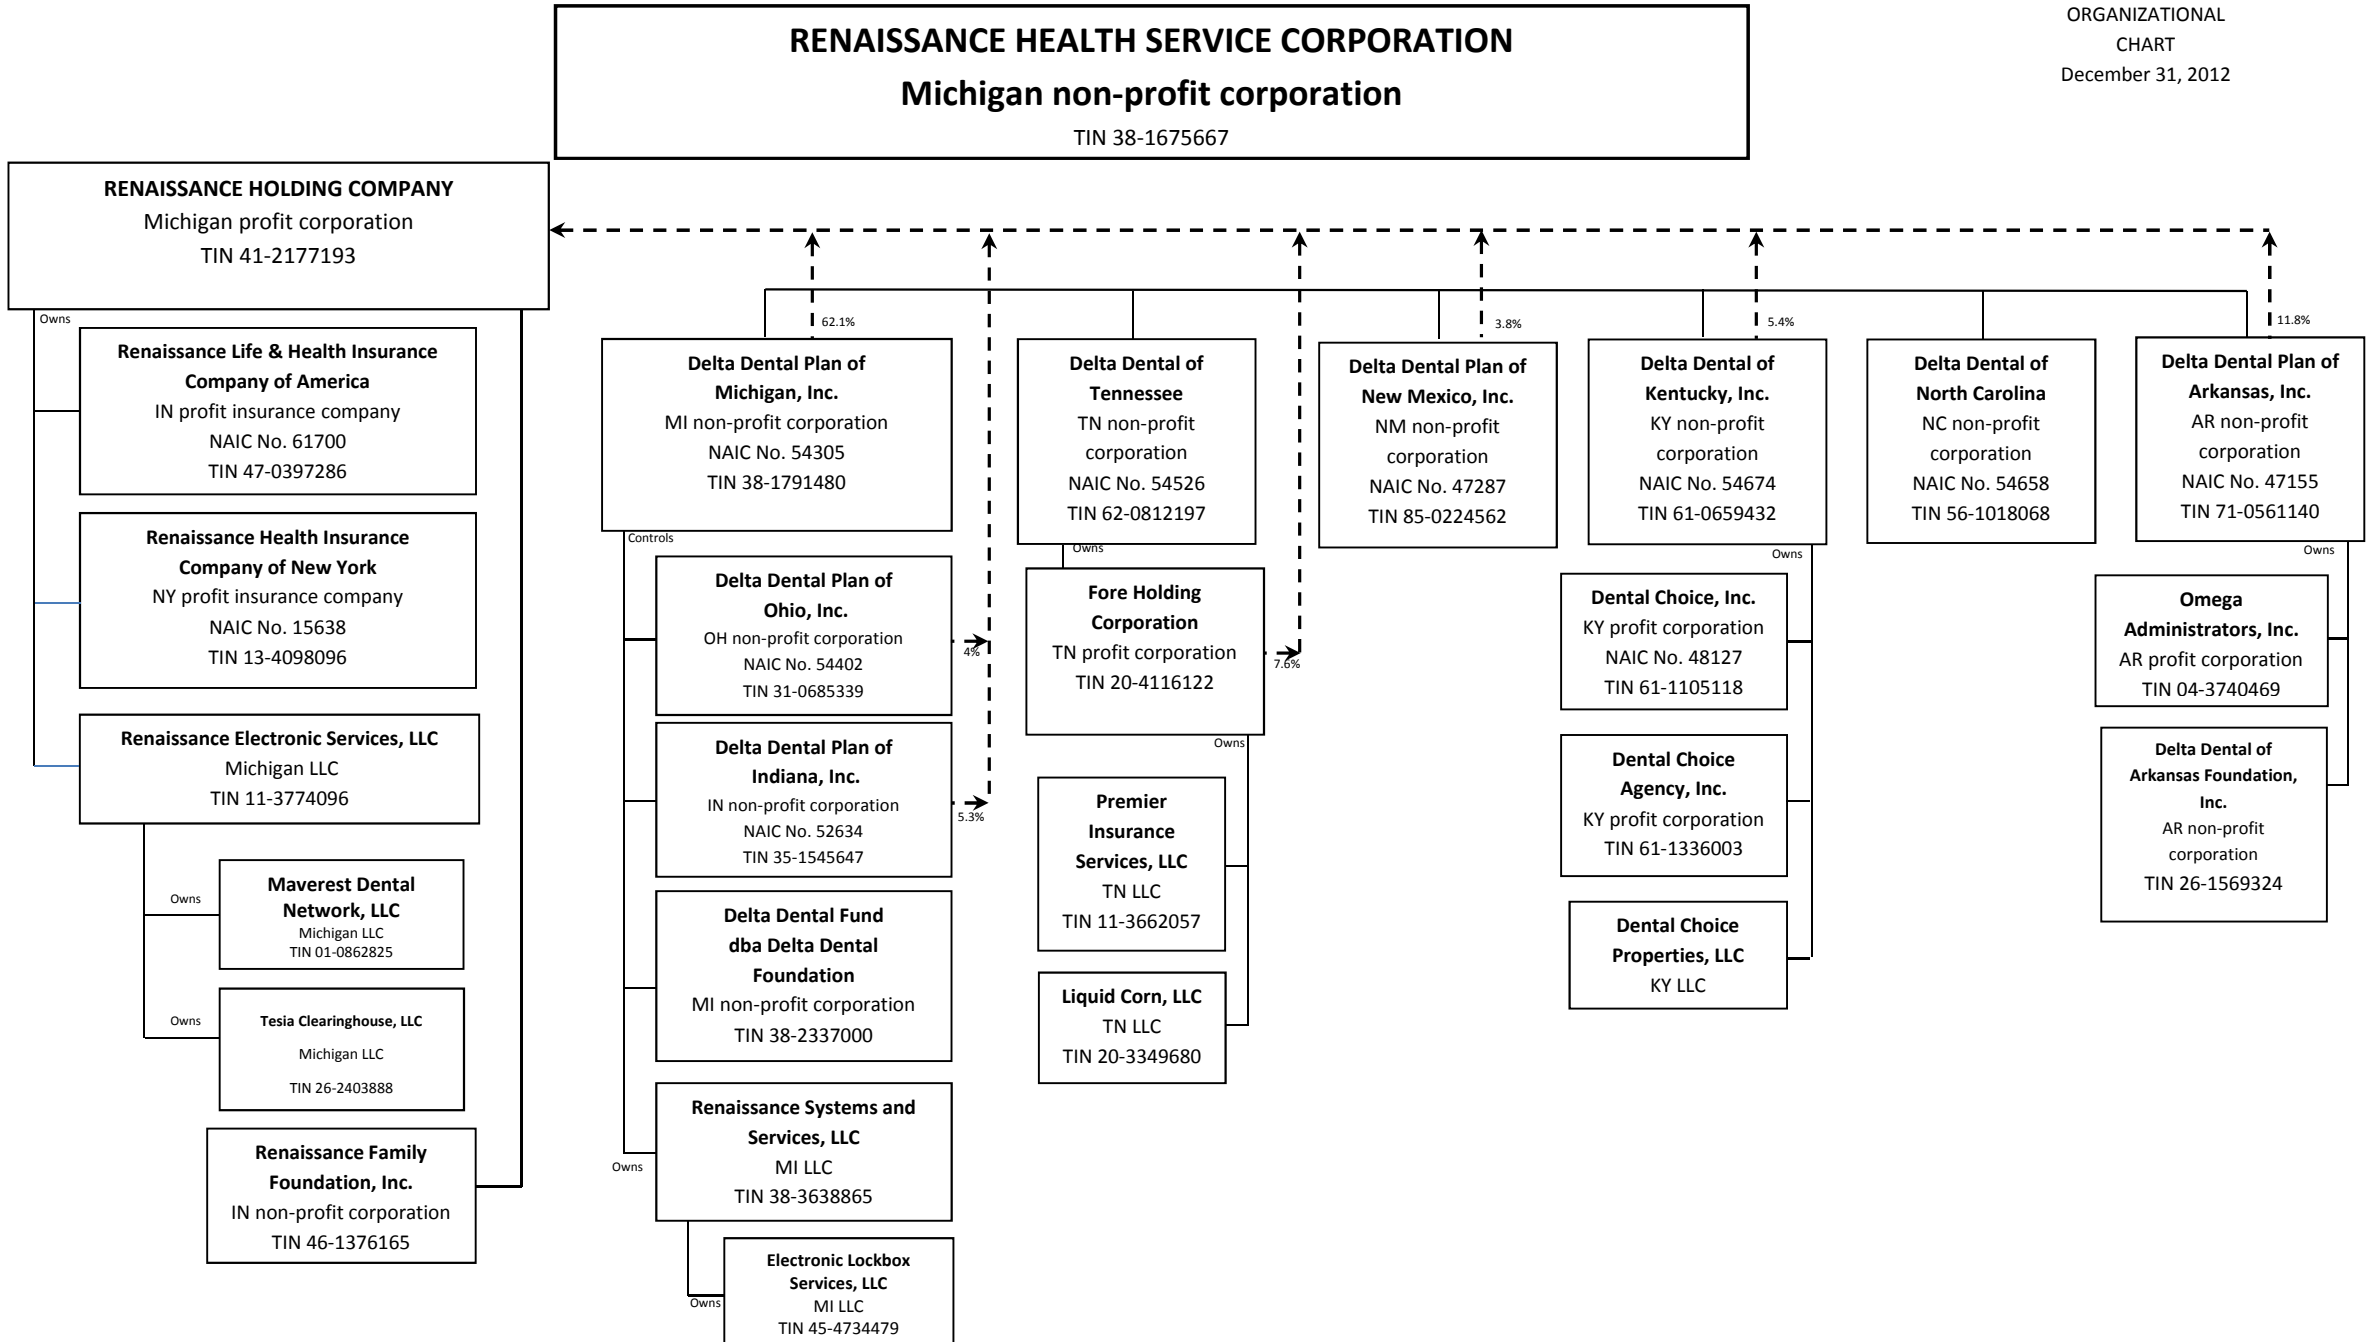 RENAISSANCE HEALTH SERVICE CORPORATION
Michigan non-profit corporation
TIN 38-1675667
ORGANIZATIONAL
CHART
December 31, 2012
RENAISSANCE HOLDING COMPANY
Michigan profit corporation
TIN 41-2177193
Owns
Renaissance Life & Health Insurance
Company of America
IN profit insurance company
NAIC No. 61700
TIN 47-0397286
Renaissance Health Insurance
Company of New York
NY profit insurance company
NAIC No. 15638
TIN 13-4098096
Renaissance Electronic Services, LLC
Michigan LLC
TIN 11-3774096
Owns
Maverest Dental
Network, LLC
Michigan LLC
TIN 01-0862825
Owns
Tesia Clearinghouse, LLC
Michigan LLC
TIN 26-2403888
Renaissance Family
Foundation, Inc.
IN non-profit corporation
TIN 46-1376165
62.1%
Delta Dental Plan of
Michigan, Inc.
MI non-profit corporation
NAIC No. 54305
TIN 38-1791480
Controls
Delta Dental Plan of
Ohio, Inc.
OH non-profit corporation
NAIC No. 54402
TIN 31-0685339
4%
Delta Dental Plan of
Indiana, Inc.
IN non-profit corporation
NAIC No. 52634
TIN 35-1545647
5.3%
Delta Dental Fund
dba Delta Dental
Foundation
MI non-profit corporation
TIN 38-2337000
Owns
Renaissance Systems and
Services, LLC
MI LLC
TIN 38-3638865
Owns
Electronic Lockbox
Services, LLC
MI LLC
TIN 45-4734479
Delta Dental of
Tennessee
TN non-profit
corporation
NAIC No. 54526
TIN 62-0812197
Owns
Fore Holding
Corporation
TN profit corporation
TIN 20-4116122
7.6%
Owns
Premier
Insurance
Services, LLC
TN LLC
TIN 11-3662057
Liquid Corn, LLC
TN LLC
TIN 20-3349680
3.8%
Delta Dental Plan of
New Mexico, Inc.
NM non-profit
corporation
NAIC No. 47287
TIN 85-0224562
5.4%
Delta Dental of
Kentucky, Inc.
KY non-profit
corporation
NAIC No. 54674
TIN 61-0659432
Owns
Dental Choice, Inc.
KY profit corporation
NAIC No. 48127
TIN 61-1105118
Dental Choice
Agency, Inc.
KY profit corporation
TIN 61-1336003
Dental Choice
Properties, LLC
KY LLC
Delta Dental of
North Carolina
NC non-profit
corporation
NAIC No. 54658
TIN 56-1018068
11.8%
Delta Dental Plan of
Arkansas, Inc.
AR non-profit
corporation
NAIC No. 47155
TIN 71-0561140
Owns
Omega
Administrators, Inc.
AR profit corporation
TIN 04-3740469
Delta Dental of
Arkansas Foundation,
Inc.
AR non-profit
corporation
TIN 26-1569324